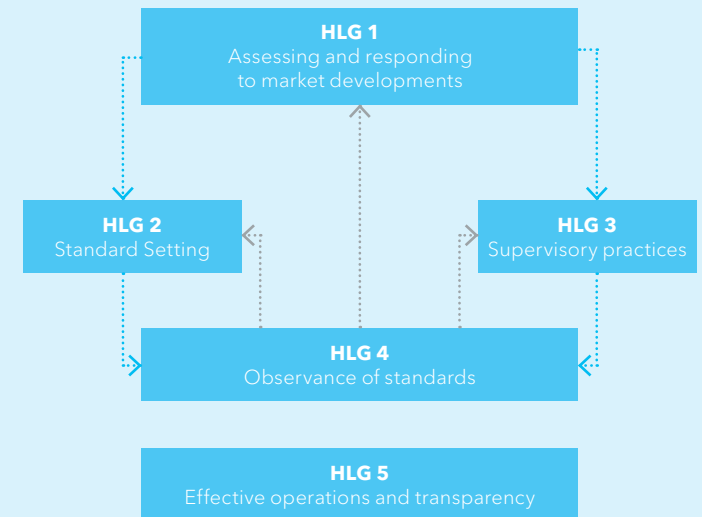 HLG 1
Assessing and responding
to market developments
HLG 2
Standard Setting
HLG 3
Supervisory practices
HLG 4
Observance of standards
HLG 5
Effective operations and transparency